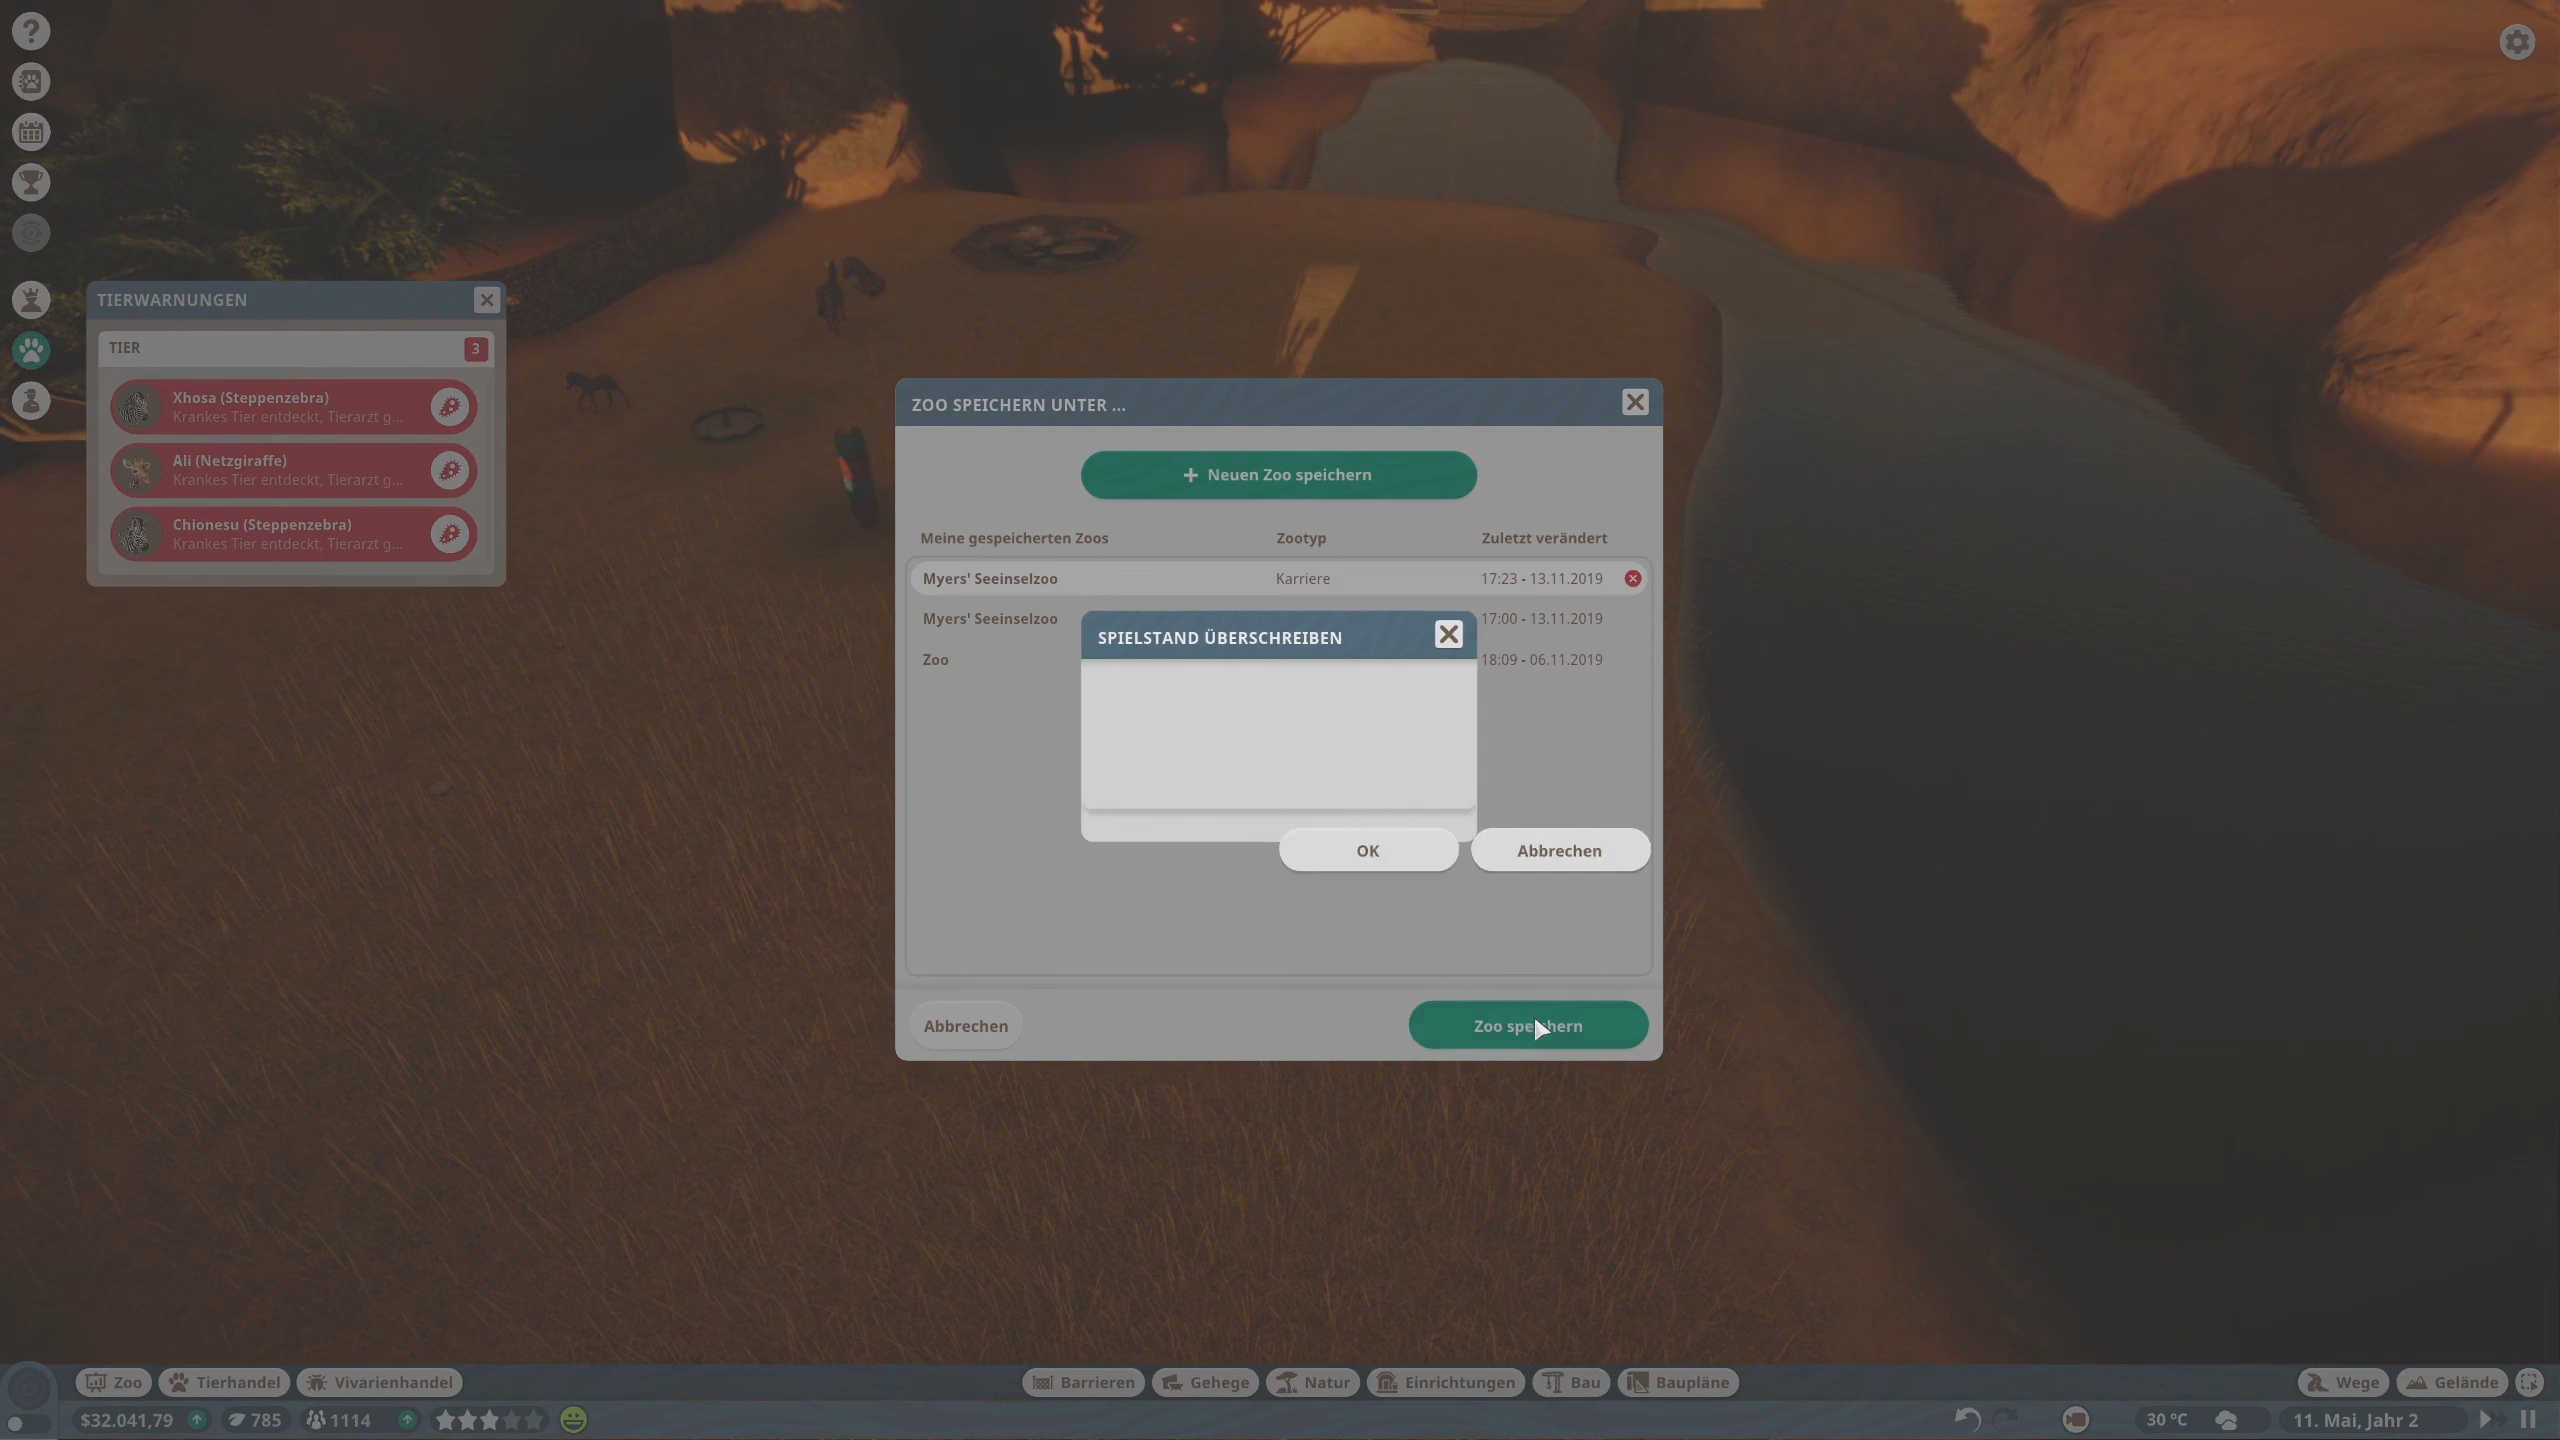 TIERWARNUNGEN
TIER
3
Xhosa (Steppenzebra)
Krankes Tier entdeckt, Tierarzt g...
Ali (Netzgiraffe)
Krankes Tier entdeckt, Tierarzt g...
Chionesu (Steppenzebra)
Krankes Tier entdeckt, Tierarzt g...
ZOO SPEICHERN UNTER ...
+ Neuen Zoo speichern
Meine gespeicherten Zoos Zootyp Zuletzt verändert
Myers' Seeinselzoo Karriere 17:23 - 13.11.2019
Myers' Seeinselzoo 17:00 - 13.11.2019
Zoo 18:09 - 06.11.2019
SPIELSTAND ÜBERSCHREIBEN
OK Abbrechen
Abbrechen Zoo speichern
Zoo Tierhandel Vivarienhandel Barrieren Gehege Natur Einrichtungen Bau Baupläne Wege Gelände
$32.041,79 785 1114 30 °C 11. Mai, Jahr 2